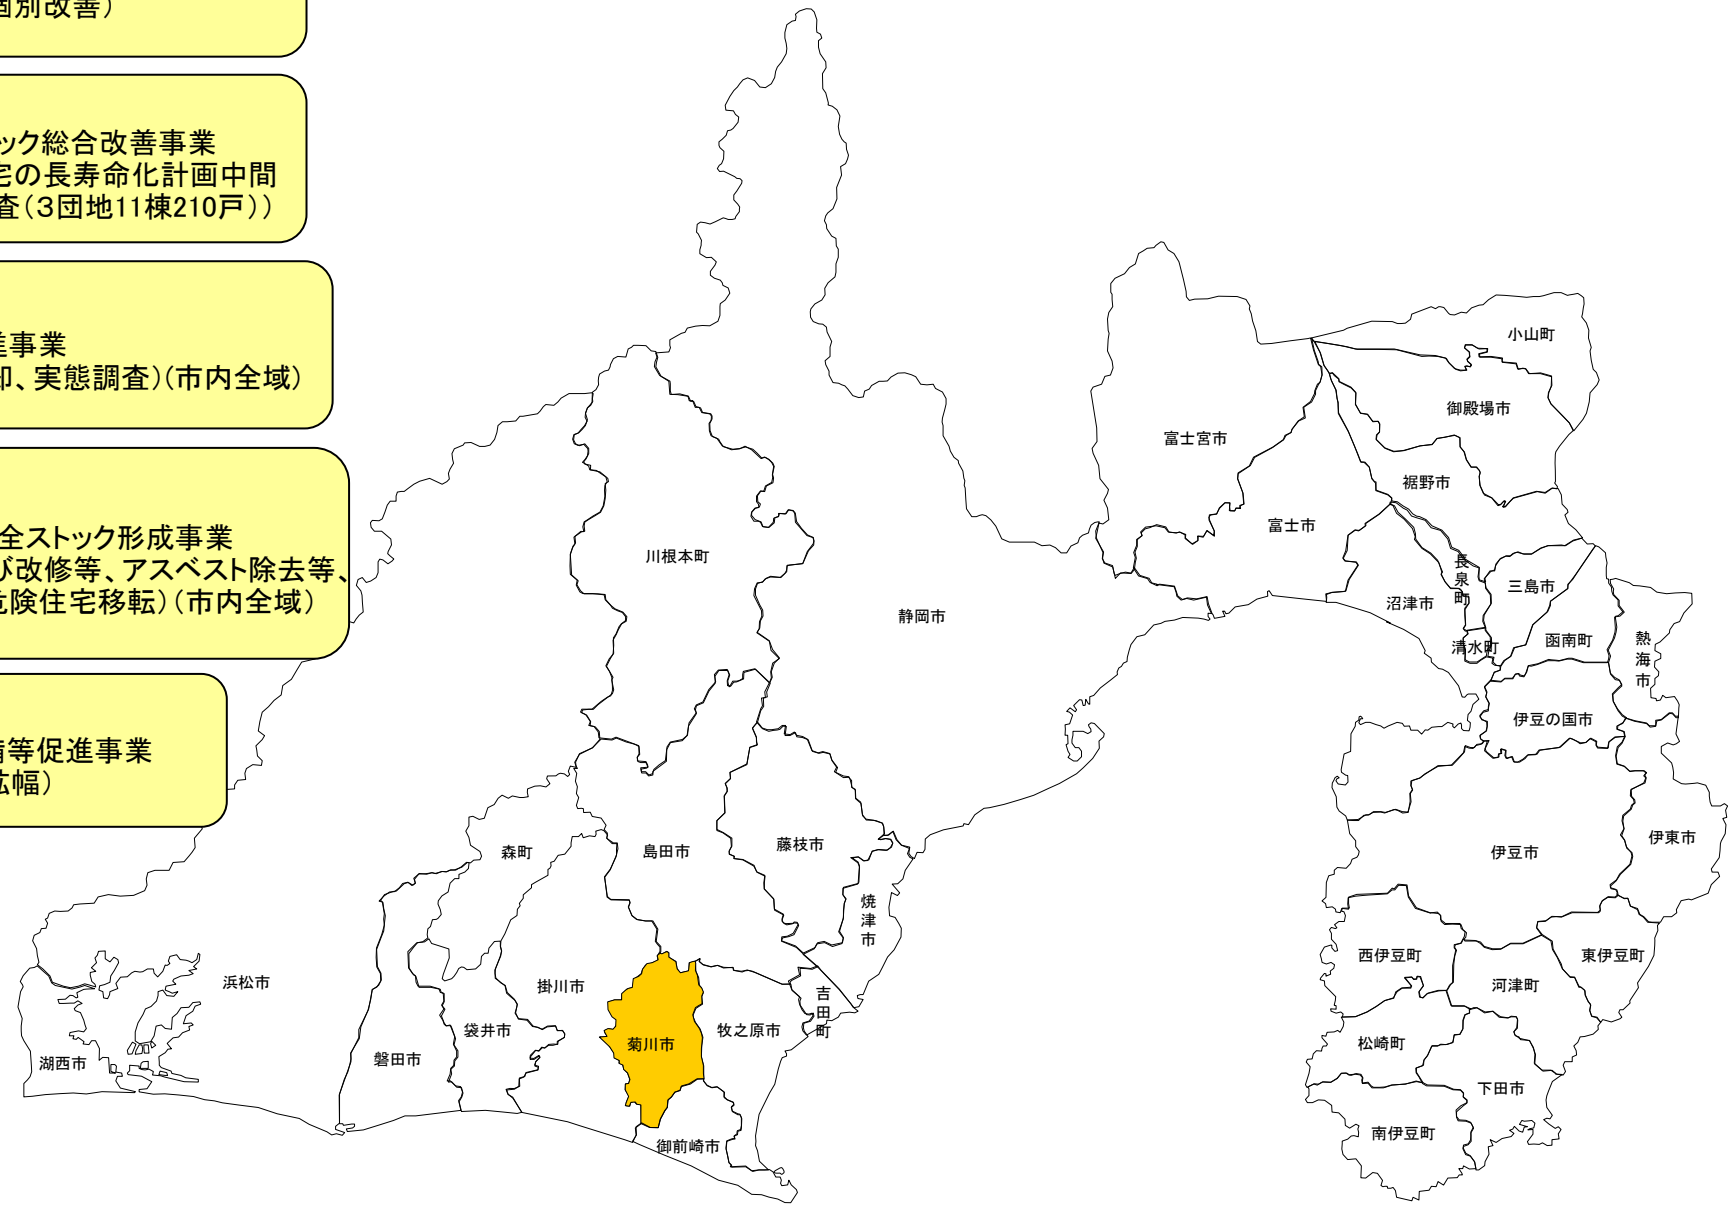 個別改善)
ック総合改善事業
宅の長寿命化計画中間
査(3団地11棟210戸))
進事業
却、実態調査)(市内全域)
全ストック形成事業
び改修等、アスベスト除去等、
危険住宅移転)(市内全域)
備等促進事業
拡幅)
小山町
御殿場市
富士宮市
裾野市
富士市
川根本町
長泉町
三島市
沼津市
静岡市
清水町
函南町
熱海市
伊豆の国市
伊東市
伊豆市
森町
島田市
藤枝市
焼津市
西伊豆町
東伊豆町
浜松市
掛川市
河津町
吉田町
袋井市
牧之原市
菊川市
松崎町
湖西市
磐田市
下田市
南伊豆町
御前崎市